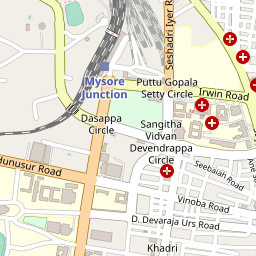 Seshadri Iyer R
Mysore
Junction
Puttu Gopala
Setty Circle
Irwin Road
Dasappa
Circle
Sangitha
Vidvan
Devendrappa
Circle
Hunusur Road
Seebaiah Road
Vinoba Road
Ane S
D. Devaraja Urs Road
Khadri